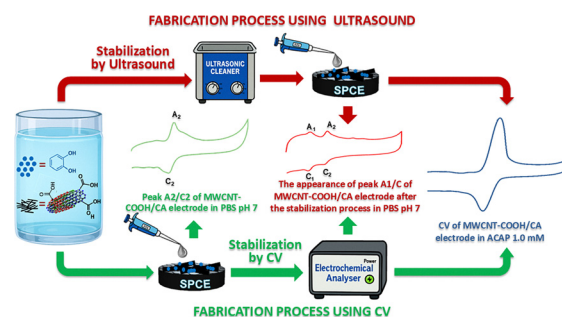 FABRICATION PROCESS USING ULTRASOUND
Stabilization
by Ultrasound
ULTRASONIC
CLEANER
SPCE
A2
C2
A1 A2
C1 C2
OH
OH
Peak A2/C2 of MWCNT-
COOH/CA electrode in PBS pH 7
The appearance of peak A1/C of
MWCNT-COOH/CA electrode after
the stabilization process in PBS pH 7
CV of MWCNT-COOH/CA
electrode in ACAP 1.0 mM
SPCE
Stabilization
by CV
Power
Electrochemical
Analyser
FABRICATION PROCESS USING CV